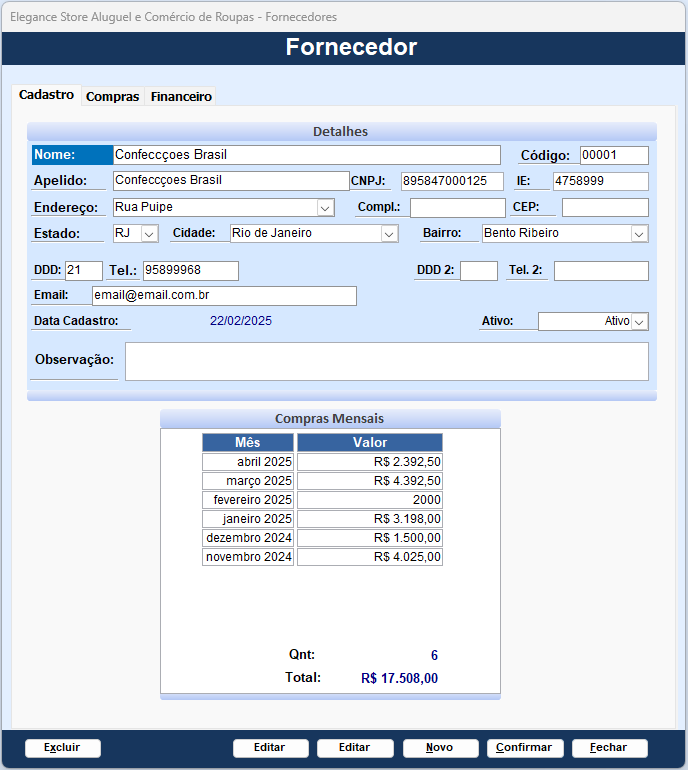 Elegance Store Aluguel e Comércio de Roupas - Fornecedores
Fornecedor
Cadastro Compras Financeiro
Detalhes
Nome: Confeccçoes Brasil Código: 00001
Apelido: Confeccçoes Brasil CNPJ: 895847000125 IE: 4758999
Endereço: Rua Puipe Compl.: CEP:
Estado: RJ Cidade: Rio de Janeiro Bairro: Bento Ribeiro
DDD: 21 Tel.: 95899968 DDD 2: Tel. 2:
Email: email@email.com.br
Data Cadastro: 22/02/2025 Ativo: Ativo
Observação:
Compras Mensais
Mês Valor
abril 2025 R$ 2.392,50
março 2025 R$ 4.392,50
fevereiro 2025 2000
janeiro 2025 R$ 3.198,00
dezembro 2024 R$ 1.500,00
novembro 2024 R$ 4.025,00
Qnt: 6
Total: R$ 17.508,00
Excluir Editar Editar Novo Confirmar Fechar